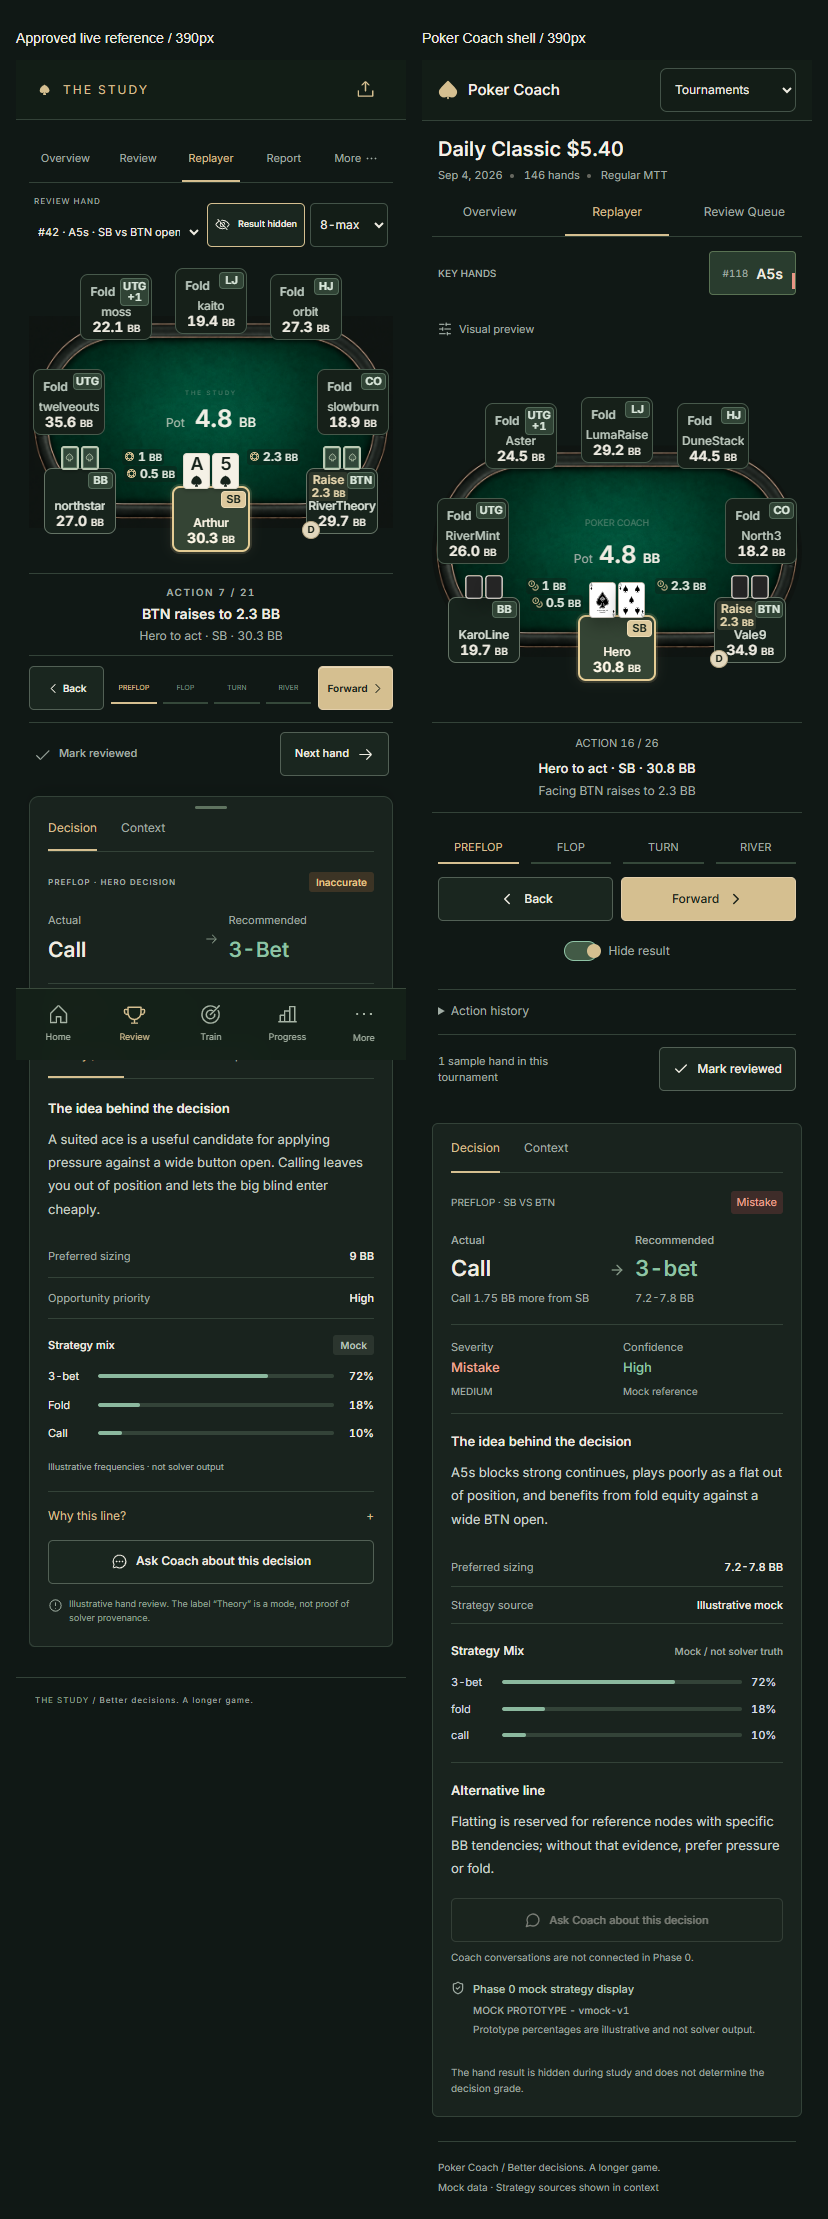 Approved live reference / 390px
THE STUDY
Overview
Review
Replayer
Report
More ···
REVIEW HAND
#42 · A5s · SB vs BTN open
Result hidden
8-max
Fold UTG +1
moss
22.1 BB
LJ
kaito
19.4 BB
Fold HJ
orbit
27.3 BB
Fold UTG
twelveouts
35.6 BB
Fold CO
slowburn
18.9 BB
THE STUDY
Pot 4.8 BB
1 BB
0.5 BB
2.3 BB
A 5
BB
northstar
27.0 BB
SB
Arthur
30.3 BB
Raise BTN
2.3 BB
RiverTheory
29.7 BB
D
ACTION 7 / 21
BTN raises to 2.3 BB
Hero to act · SB · 30.3 BB
Back
PREFLOP
FLOP
TURN
RIVER
Forward
Mark reviewed
Next hand
Decision
Context
PREFLOP · HERO DECISION
Inaccurate
Actual
Recommended
Call
3-Bet
Home
Review
Train
Progress
More
The idea behind the decision
A suited ace is a useful candidate for applying
pressure against a wide button open. Calling leaves
you out of position and lets the big blind enter
cheaply.
Preferred sizing
9 BB
Opportunity priority
High
Strategy mix
Mock
3-bet 72%
Fold 18%
Call 10%
Illustrative frequencies · not solver output
Why this line? +
Ask Coach about this decision
Illustrative hand review. The label “Theory” is a mode, not proof of
solver provenance.
THE STUDY / Better decisions. A longer game.
Poker Coach shell / 390px
Poker Coach
Tournaments
Daily Classic $5.40
Sep 4, 2026 • 146 hands • Regular MTT
Overview
Replayer
Review Queue
KEY HANDS
#118 A5s
Visual preview
Fold UTG +1
Aster
24.5 BB
Fold LJ
LumaRaise
29.2 BB
Fold HJ
DuneStack
44.5 BB
Fold UTG
RiverMint
26.0 BB
Fold CO
North3
18.2 BB
POKER COACH
Pot 4.8 BB
1 BB
0.5 BB
2.3 BB
BB
KaroLine
19.7 BB
SB
Hero
30.8 BB
Raise BTN
2.3 BB
Vale9
34.9 BB
D
ACTION 16 / 26
Hero to act · SB · 30.8 BB
Facing BTN raises to 2.3 BB
PREFLOP
FLOP
TURN
RIVER
Back
Forward
Hide result
Action history
1 sample hand in this
tournament
Mark reviewed
Decision
Context
PREFLOP · SB VS BTN
Mistake
Actual
Recommended
Call
3-bet
Call 1.75 BB more from SB
7.2-7.8 BB
Severity
Confidence
Mistake
High
MEDIUM
Mock reference
The idea behind the decision
A5s blocks strong continues, plays poorly as a flat out
of position, and benefits from fold equity against a
wide BTN open.
Preferred sizing
7.2-7.8 BB
Strategy source
Illustrative mock
Strategy Mix
Mock / not solver truth
3-bet 72%
fold 18%
call 10%
Alternative line
Flatting is reserved for reference nodes with specific
BB tendencies; without that evidence, prefer pressure
or fold.
Ask Coach about this decision
Coach conversations are not connected in Phase 0.
Phase 0 mock strategy display
MOCK PROTOTYPE - vmock-v1
Prototype percentages are illustrative and not solver output.
The hand result is hidden during study and does not determine the
decision grade.
Poker Coach / Better decisions. A longer game.
Mock data · Strategy sources shown in context